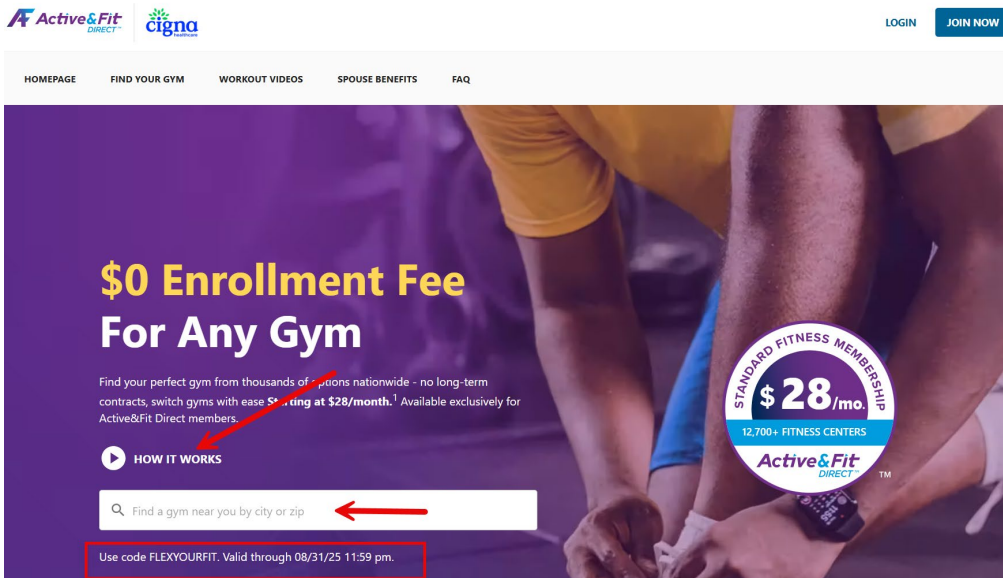 Active&Fit
DIRECT™
cigna
healthcare
LOGIN
JOIN NOW
HOMEPAGE
FIND YOUR GYM
WORKOUT VIDEOS
SPOUSE BENEFITS
FAQ
$0 Enrollment Fee
For Any Gym
Find your perfect gym from thousands of options nationwide - no long-term
contracts, switch gyms with ease Starting at $28/month.1 Available exclusively for
Active&Fit Direct members.
HOW IT WORKS
Find a gym near you by city or zip
Use code FLEXYOURFIT. Valid through 08/31/25 11:59 pm.
STANDARD FITNESS MEMBERSHIP
$28/mo.
12,700+ FITNESS CENTERS
Active&Fit
DIRECT™
TM